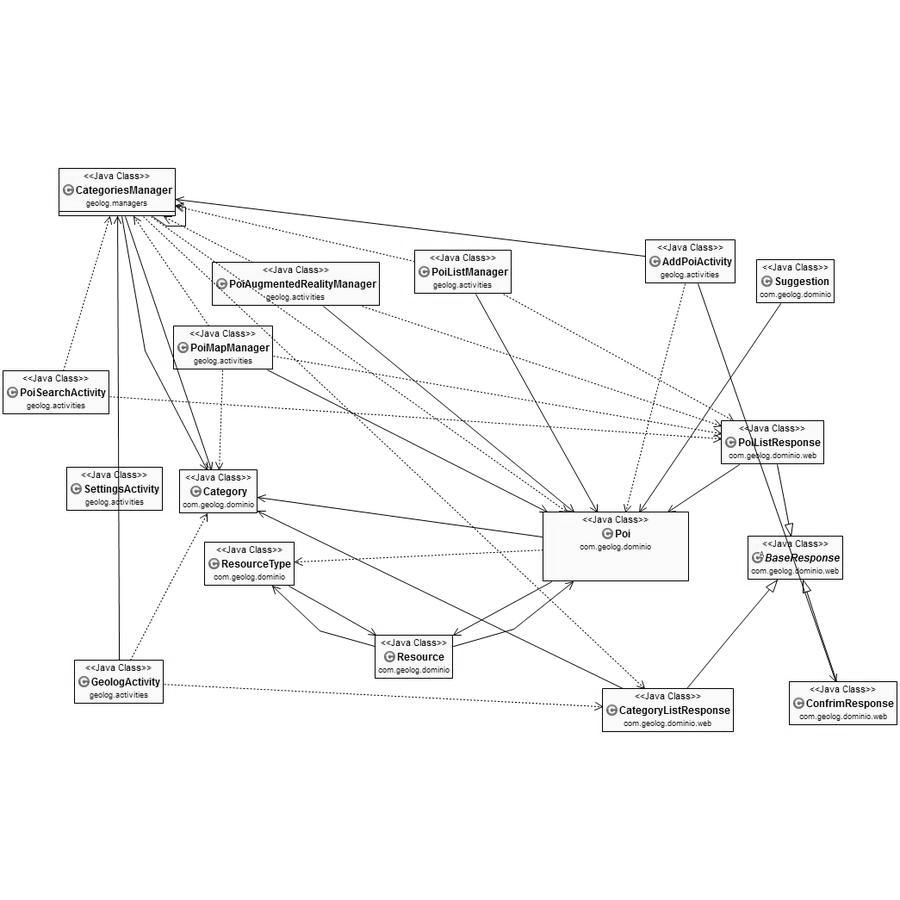 <<Java Class>>
CategoriesManager
geolog.managers
<<Java Class>>
AddPoiActivity
geolog.activities
<<Java Class>>
PoiListManager
geolog.activities
<<Java Class>>
Suggestion
com.geolog.dominio
<<Java Class>>
PoiAugmentedRealityManager
geolog.activities
<<Java Class>>
PoiMapManager
geolog.activities
<<Java Class>>
PoiSearchActivity
geolog.activities
<<Java Class>>
PoiListResponse
com.geolog.dominio.web
<<Java Class>>
SettingsActivity
geolog.activities
<<Java Class>>
Category
com.geolog.dominio
<<Java Class>>
Poi
com.geolog.dominio
<<Java Class>>
BaseResponse
com.geolog.dominio.web
<<Java Class>>
ResourceType
com.geolog.dominio
<<Java Class>>
Resource
com.geolog.dominio
<<Java Class>>
GeologActivity
geolog.activities
<<Java Class>>
CategoryListResponse
com.geolog.dominio.web
<<Java Class>>
ConfrimResponse
com.geolog.dominio.web